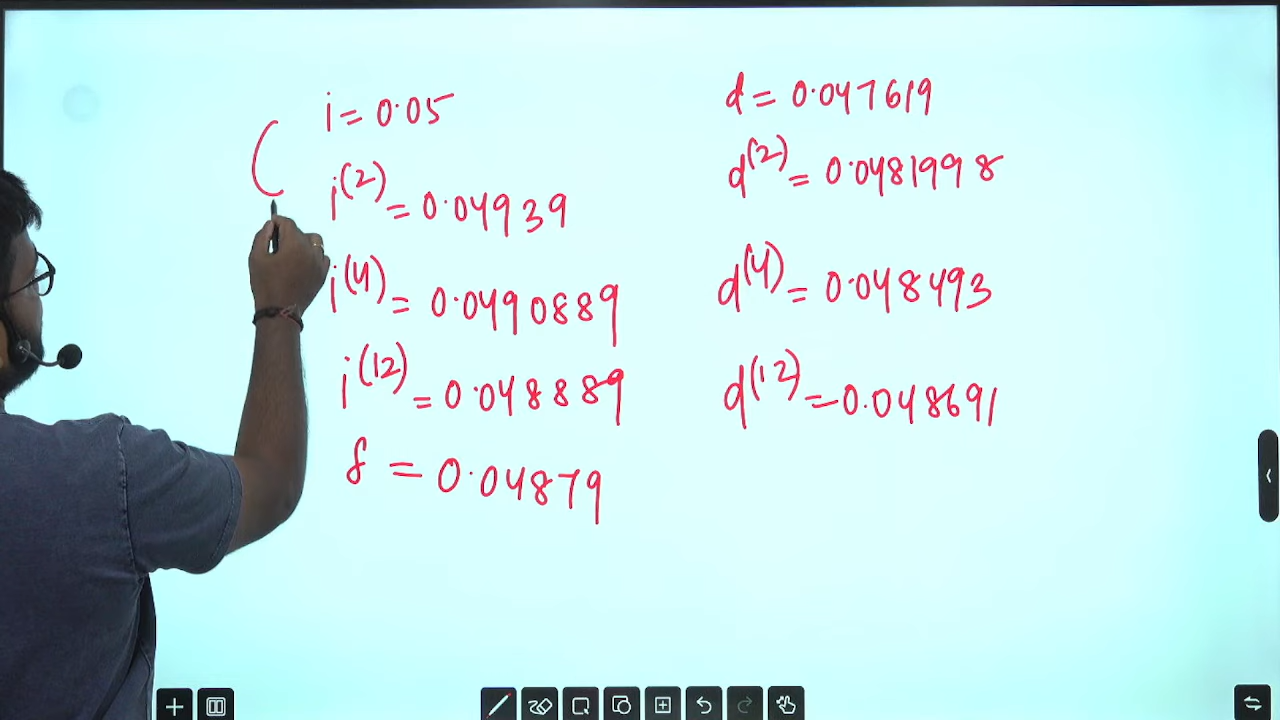 i = 0.05
i^(2) = 0.04939
i^(4) = 0.0490889
i^(12) = 0.048889
δ = 0.04879
d = 0.047619
d^(2) = 0.0481998
d^(4) = 0.048493
d^(12) = 0.048691